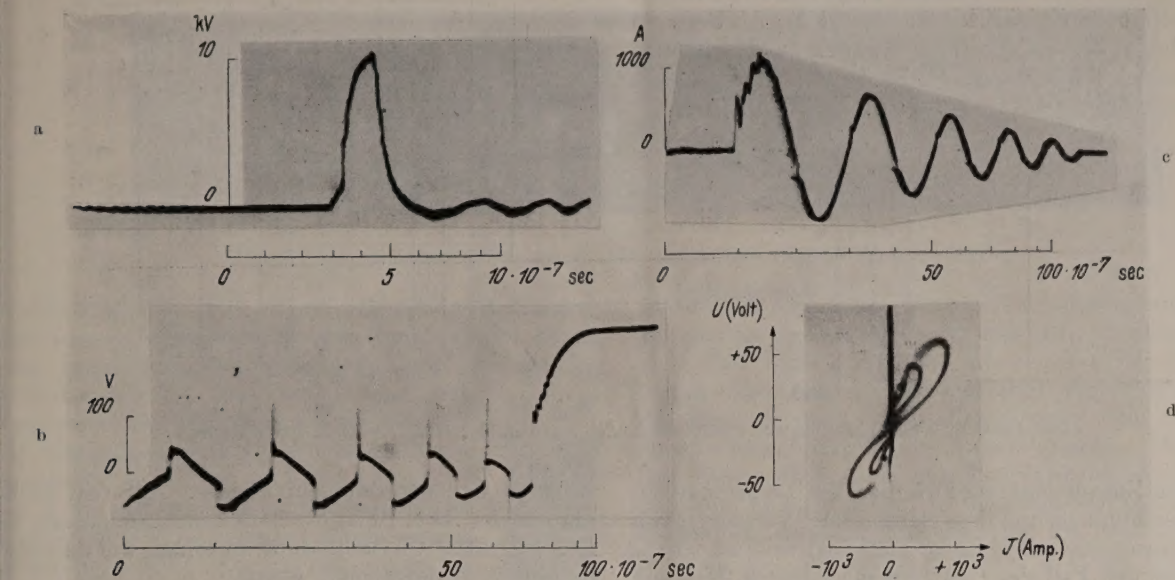 a
kV
10
0
0 5 10·10⁻⁷ sec
A
1000
0
0 50 100·10⁻⁷ sec
c
b
V
100
0
0 50 100·10⁻⁷ sec
U (Volt)
+50
0
-50
-10³ 0 +10³ J (Amp.)
d